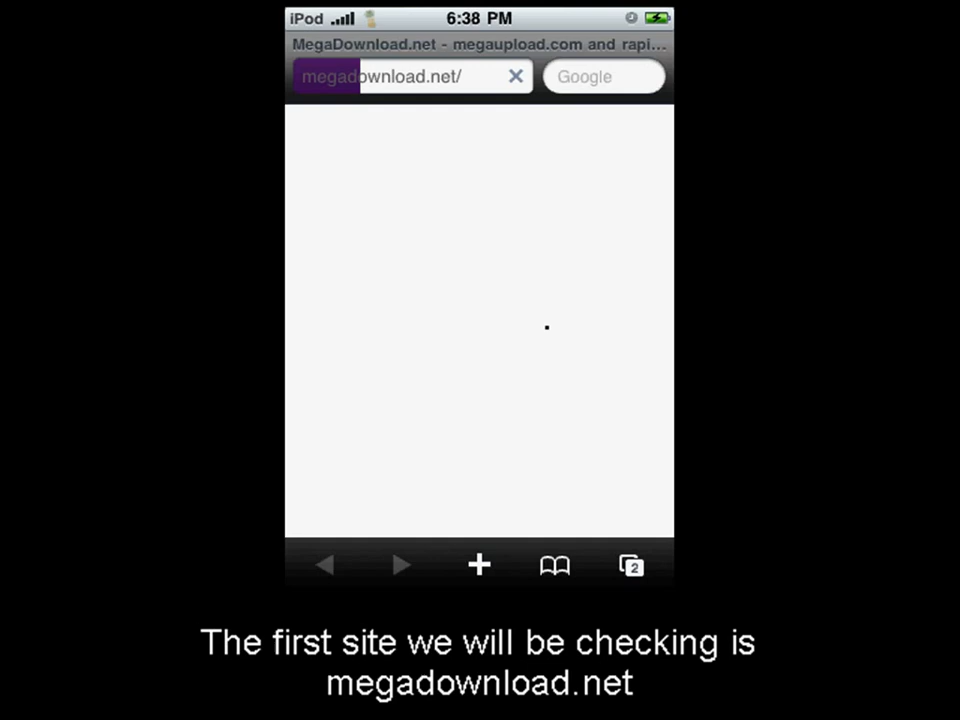 iPod 6:38 PM
MegaDownload.net - megaupload.com and rapi...
megadownload.net/ Google
2
The first site we will be checking is
megadownload.net